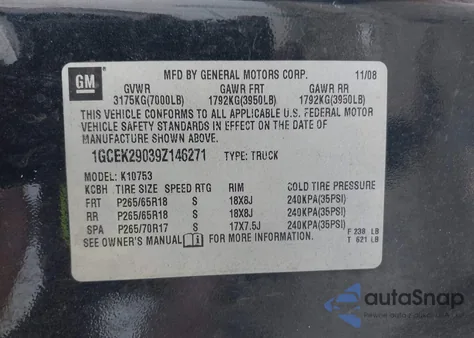 GM
MFD BY GENERAL MOTORS CORP. 11/08
GVWR GAWR FRT GAWR RR
3175KG(7000LB) 1792KG(3950LB) 1792KG(3950LB)
THIS VEHICLE CONFORMS TO ALL APPLICABLE U.S. FEDERAL MOTOR
VEHICLE SAFETY STANDARDS IN EFFECT ON THE DATE OF
MANUFACTURE SHOWN ABOVE.
1GCEK29039Z146271 TYPE: TRUCK
MODEL: K10753
KCBH TIRE SIZE SPEED RTG RIM COLD TIRE PRESSURE
FRT P265/65R18 S 18X8J 240KPA(35PSI)
RR P265/65R18 S 18X8J 240KPA(35PSI)
SPA P265/70R17 S 17X7.5J 240KPA(35PSI)
SEE OWNER'S MANUAL FOR MORE INFORMATION.
F 238 LB
T 621 LB
autoSnap